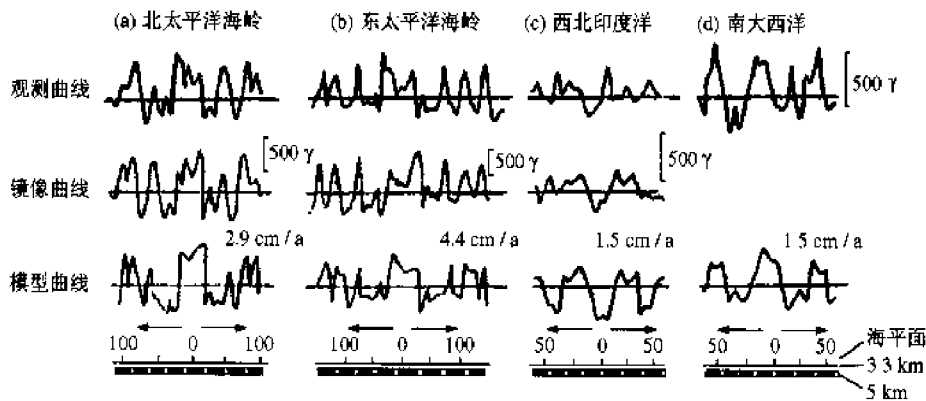 (a) 北太平洋海岭 (b) 东太平洋海岭 (c) 西北印度洋 (d) 南大西洋
观测曲线
500 γ
镜像曲线 500 γ 500 γ 500 γ
2.9 cm / a 4.4 cm / a 1.5 cm / a 1 5 cm / a
模型曲线
100 0 100 100 0 100 50 0 50 50 0 50 海平面
3 3 km
5 km